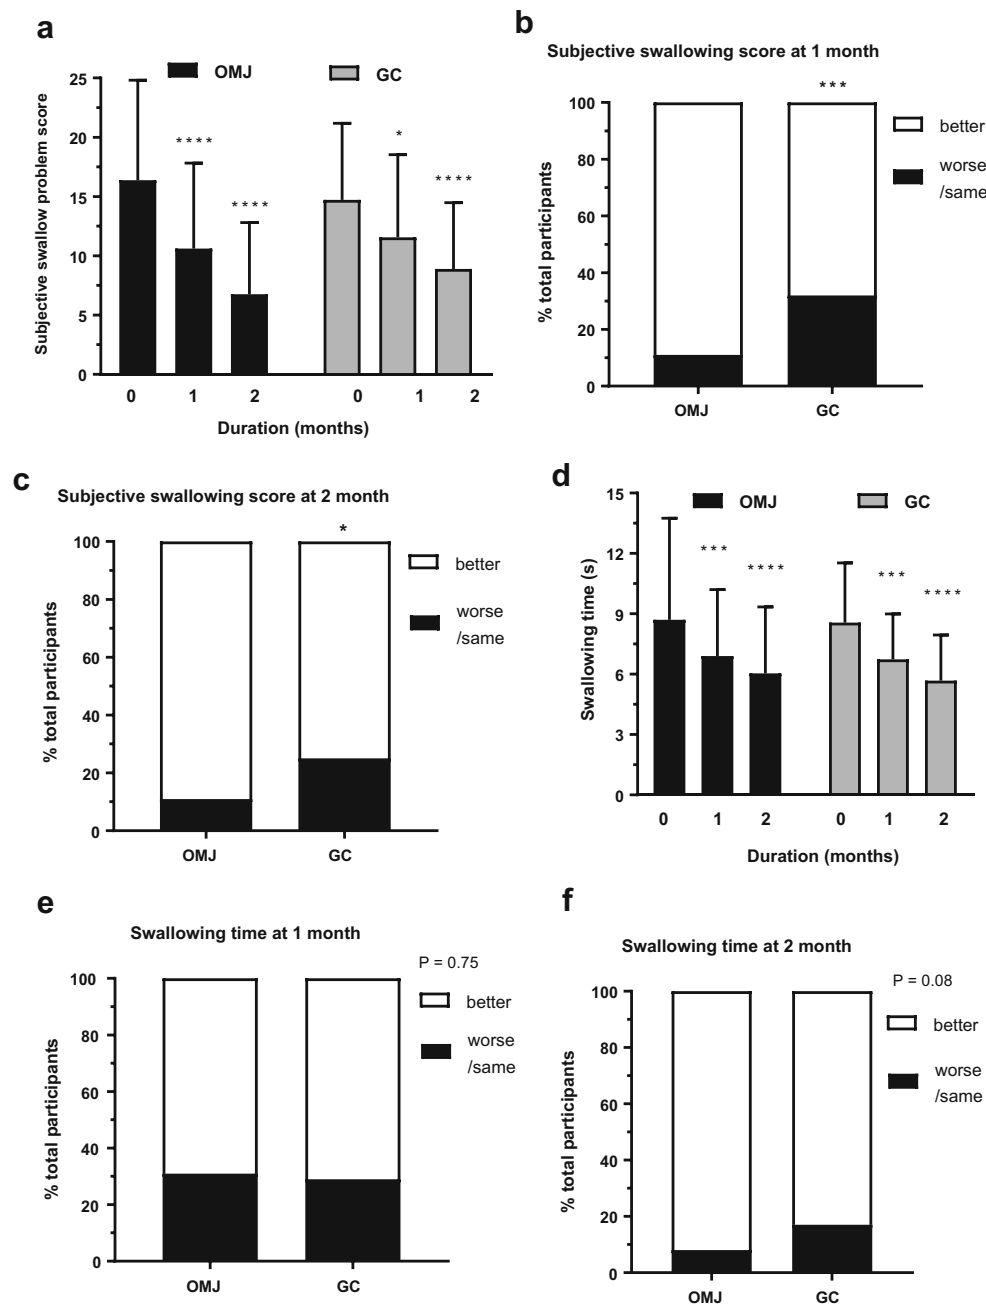 a
OMJ
GC
Subjective swallow problem score
25
20
15
10
5
0
****
****
*
****
0 1 2 0 1 2
Duration (months)
b
Subjective swallowing score at 1 month
***
% total participants
100
80
60
40
20
0
better
worse
/same
OMJ GC
c
Subjective swallowing score at 2 month
*
% total participants
100
80
60
40
20
0
better
worse
/same
OMJ GC
d
OMJ
GC
Swallowing time (s)
15
12
9
6
3
0
***
****
***
****
0 1 2 0 1 2
Duration (months)
e
Swallowing time at 1 month
P = 0.75
% total participants
100
80
60
40
20
0
better
worse
/same
OMJ GC
f
Swallowing time at 2 month
P = 0.08
% total participants
100
80
60
40
20
0
better
worse
/same
OMJ GC